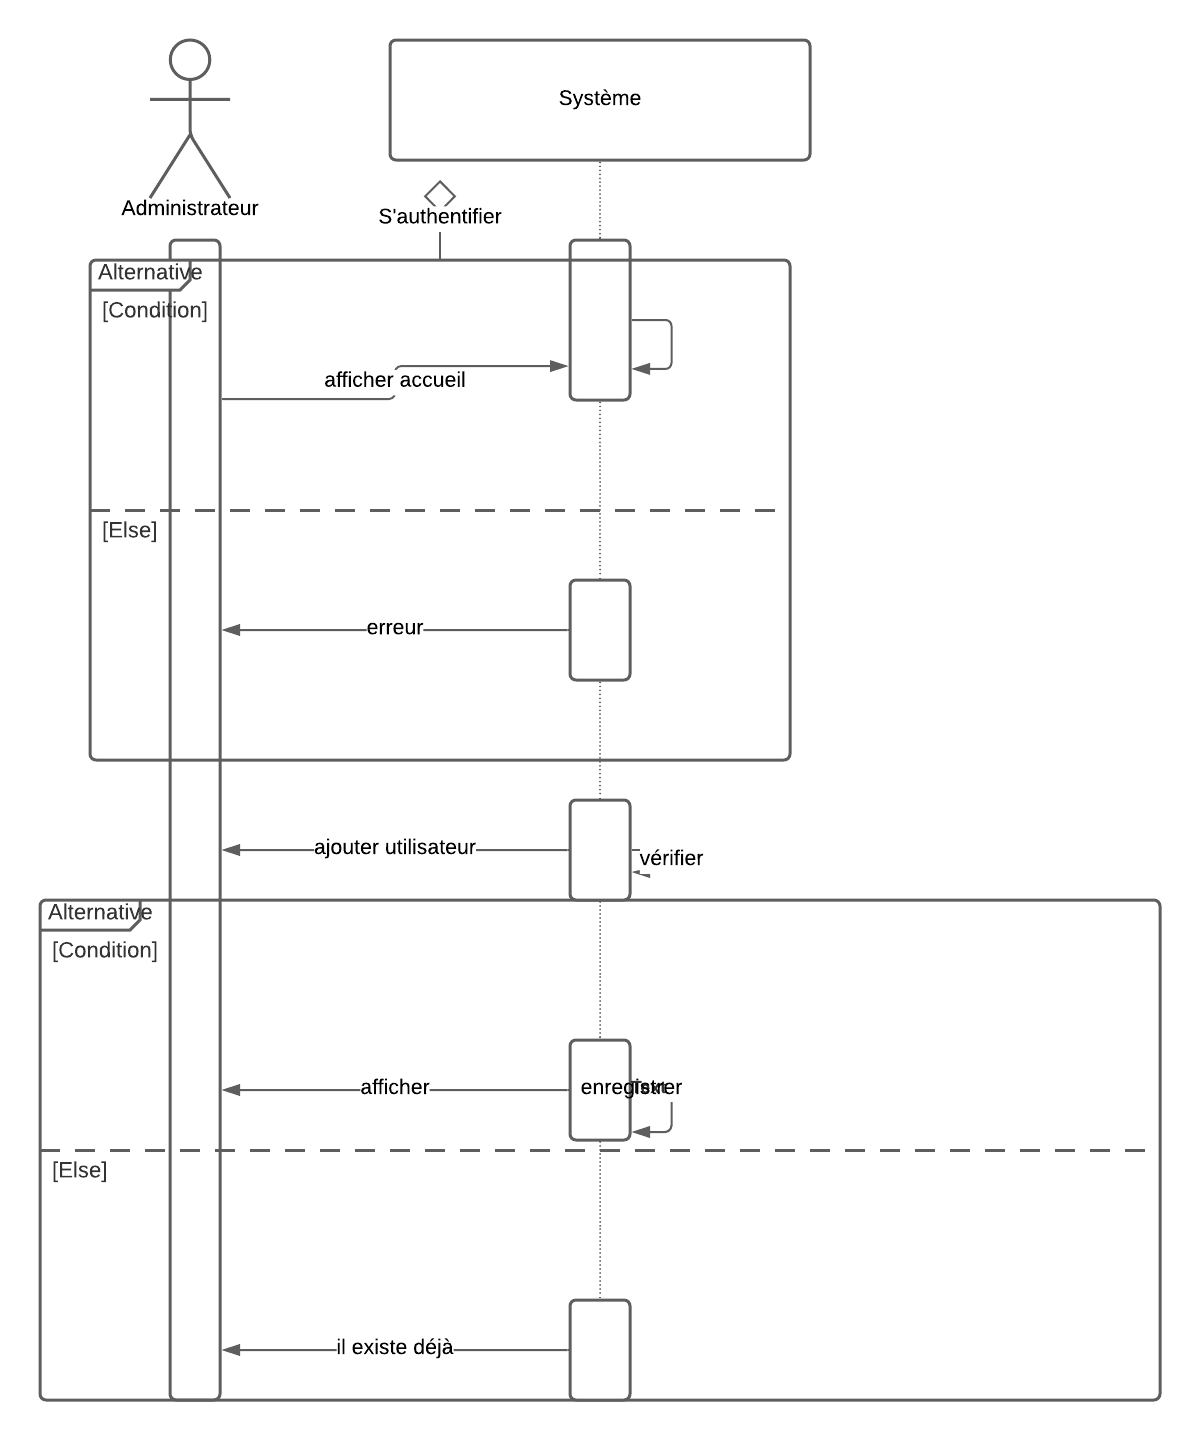 Système
Administrateur
S'authentifier
Alternative
[Condition]
afficher accueil
[Else]
erreur
ajouter utilisateur
vérifier
Alternative
[Condition]
afficher
enregistrer
Text
[Else]
il existe déjà